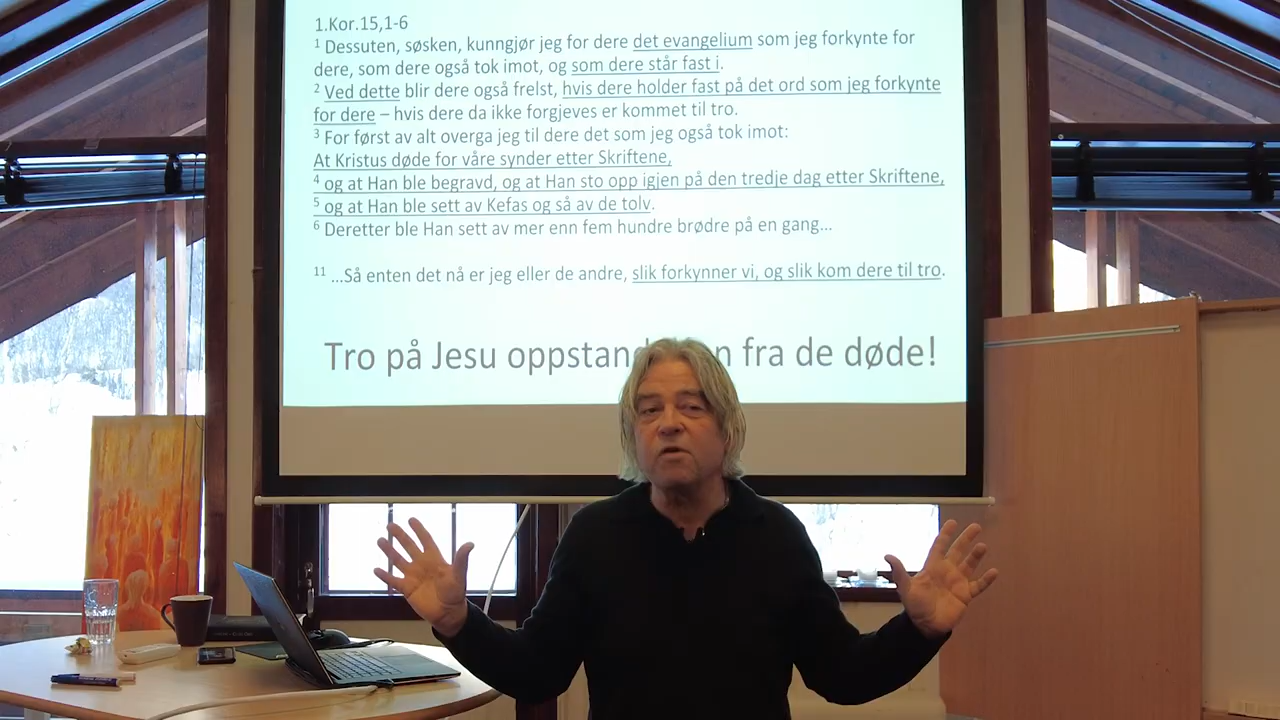 1.Kor.15,1-6
1 Dessuten, søsken, kunngjør jeg for dere det evangelium som jeg forkynte for
dere, som dere også tok imot, og som dere står fast i.
2 Ved dette blir dere også frelst, hvis dere holder fast på det ord som jeg forkynte
for dere – hvis dere da ikke forgjeves er kommet til tro.
3 For først av alt overga jeg til dere det som jeg også tok imot:
At Kristus døde for våre synder etter Skriftene,
4 og at Han ble begravd, og at Han sto opp igjen på den tredje dag etter Skriftene,
5 og at Han ble sett av Kefas og så av de tolv.
6 Deretter ble Han sett av mer enn fem hundre brødre på en gang...
11 ...Så enten det nå er jeg eller de andre, slik forkynner vi, og slik kom dere til tro.
Tro på Jesu fra de døde!